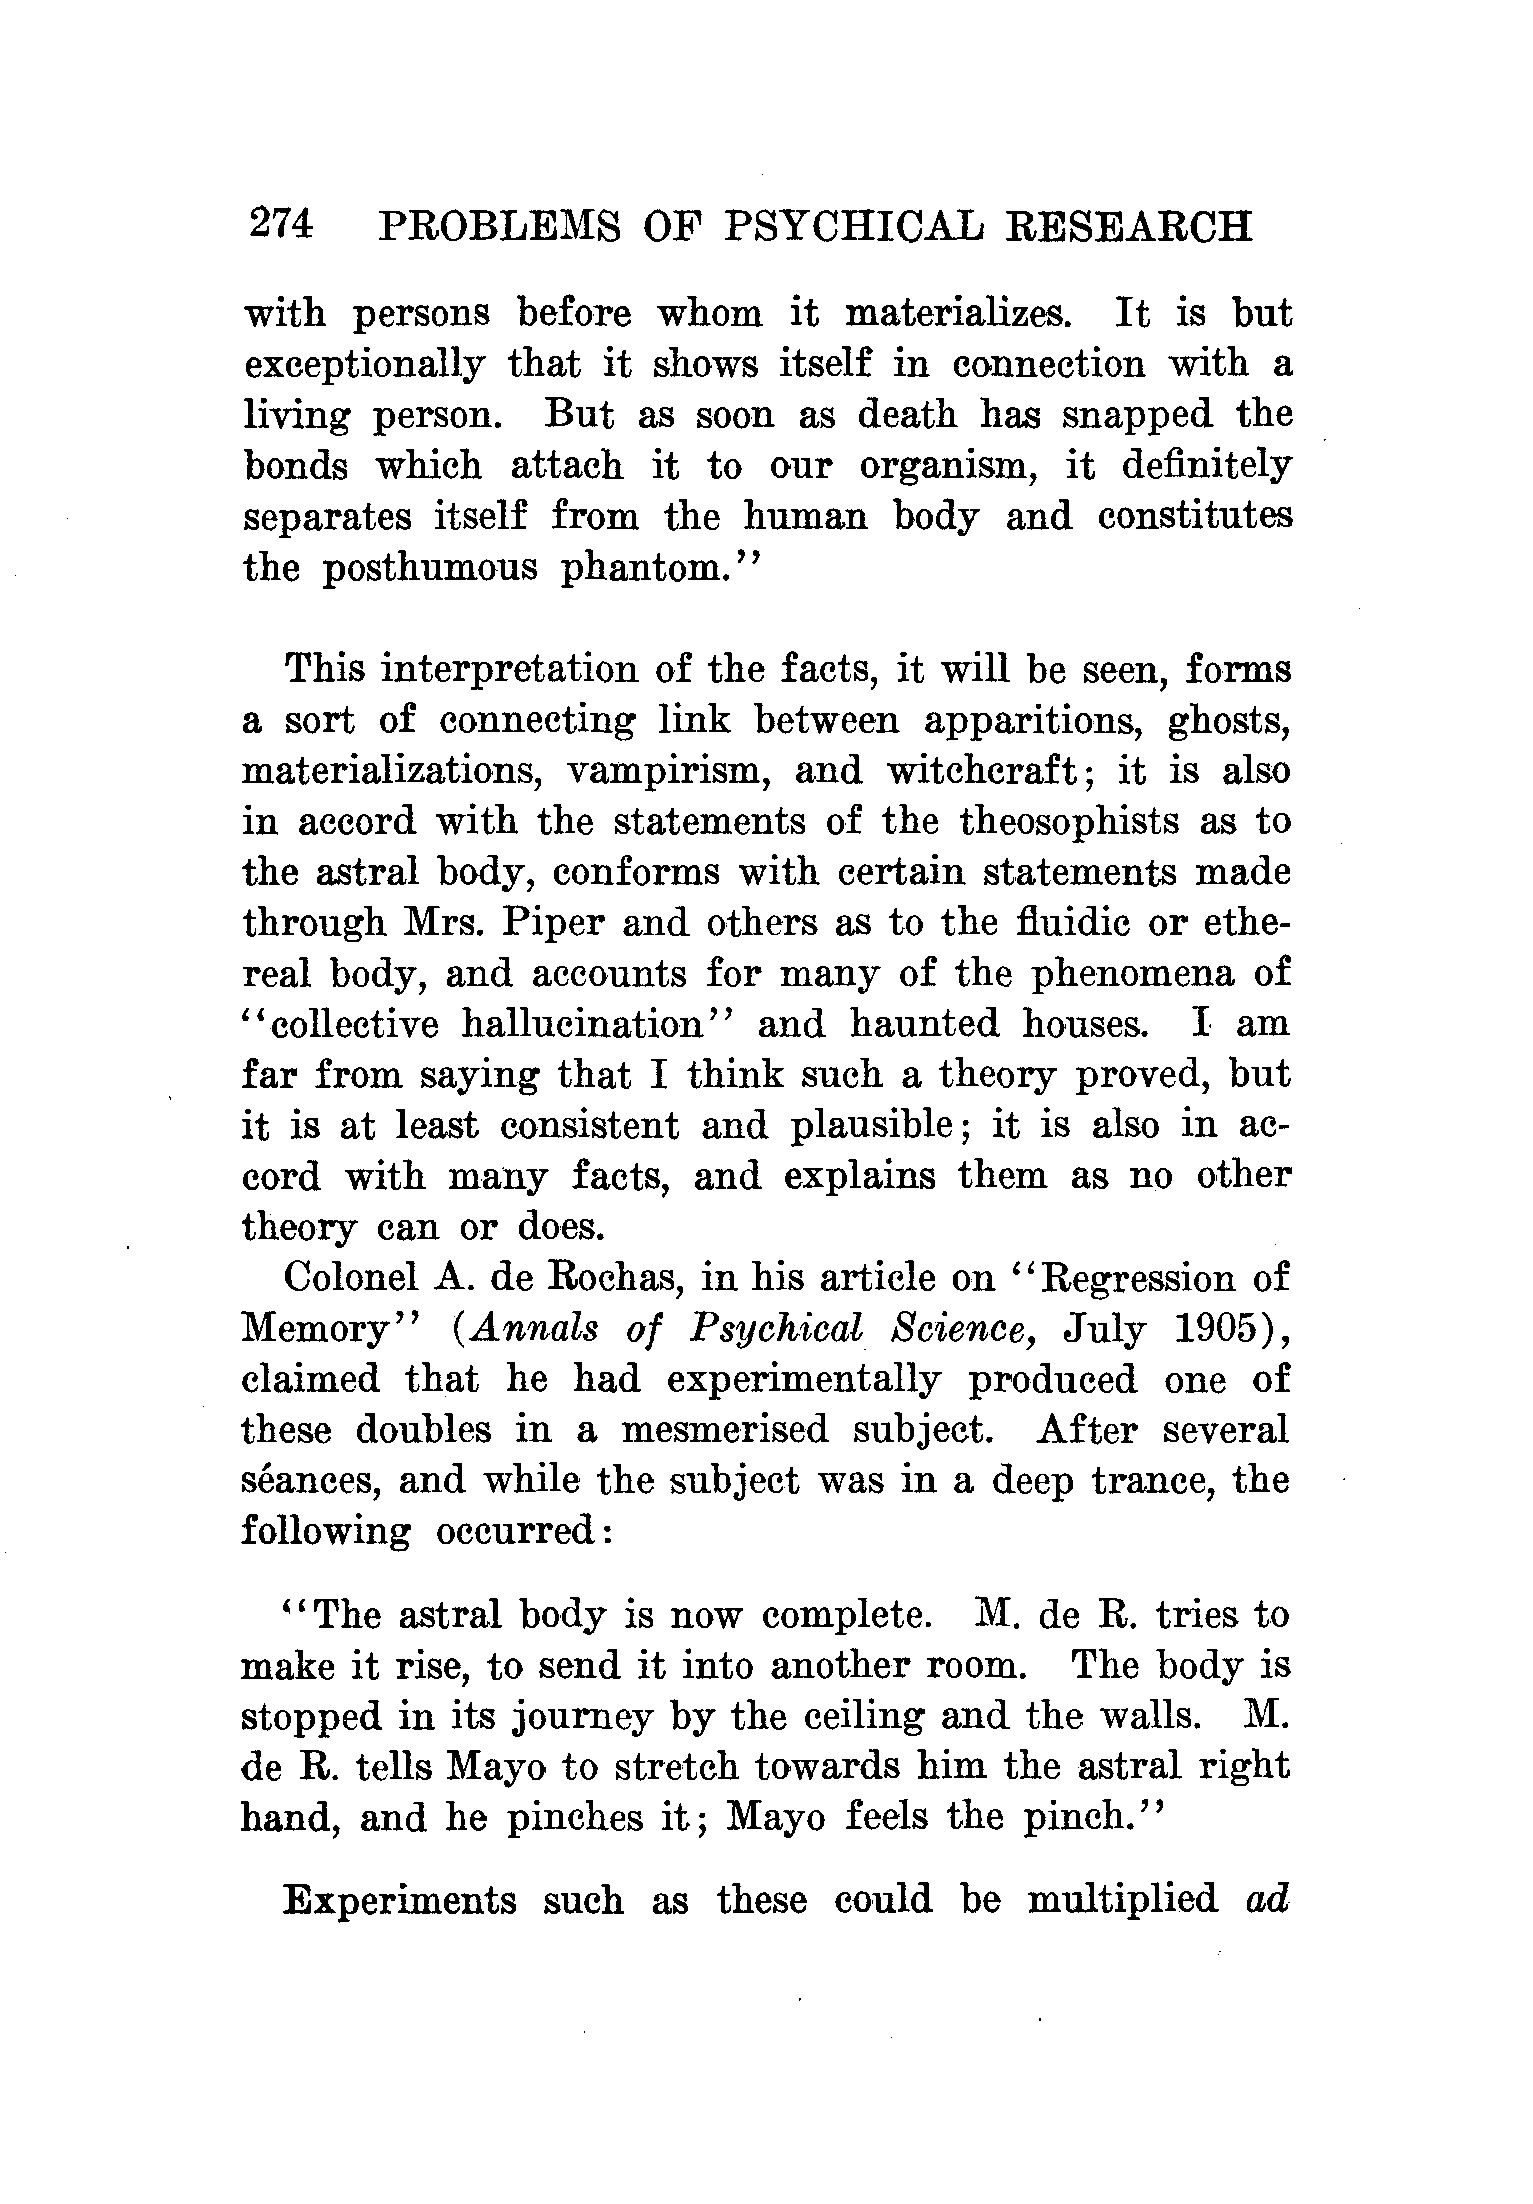 274 PROBLEMS OF PSYCHICAL RESEARCH
with persons before whom it materializes. It is but
exceptionally that it shows itself in connection with a
living person. But as soon as death has snapped the
bonds which attach it to our organism, it definitely
separates itself from the human body and constitutes
the posthumous phantom.''
This interpretation of the facts, it will be seen, forms
a sort of connecting link between apparitions, ghosts,
materializations, vampirism, and witchcraft; it is also
in accord with the statements of the theosophists as to
the astral body, conforms with certain statements made
through Mrs. Piper and others as to the fluidic or ethe-
real body, and accounts for many of the phenomena of
‘‘collective hallucination’’ and haunted houses. I am
far from saying that I think such a theory proved, but
it is at least consistent and plausible; it is also in ac-
cord with many facts, and explains them as no other
theory can or does.
Colonel A. de Rochas, in his article on ‘‘Regression of
Memory’’ (Annals of Psychical Science, July 1905),
claimed that he had experimentally produced one of
these doubles in a mesmerised subject. After several
séances, and while the subject was in a deep trance, the
following occurred:
‘‘The astral body is now complete. M. de R. tries to
make it rise, to send it into another room. The body is
stopped in its journey by the ceiling and the walls. M.
de R. tells Mayo to stretch towards him the astral right
hand, and he pinches it; Mayo feels the pinch.’’
Experiments such as these could be multiplied ad